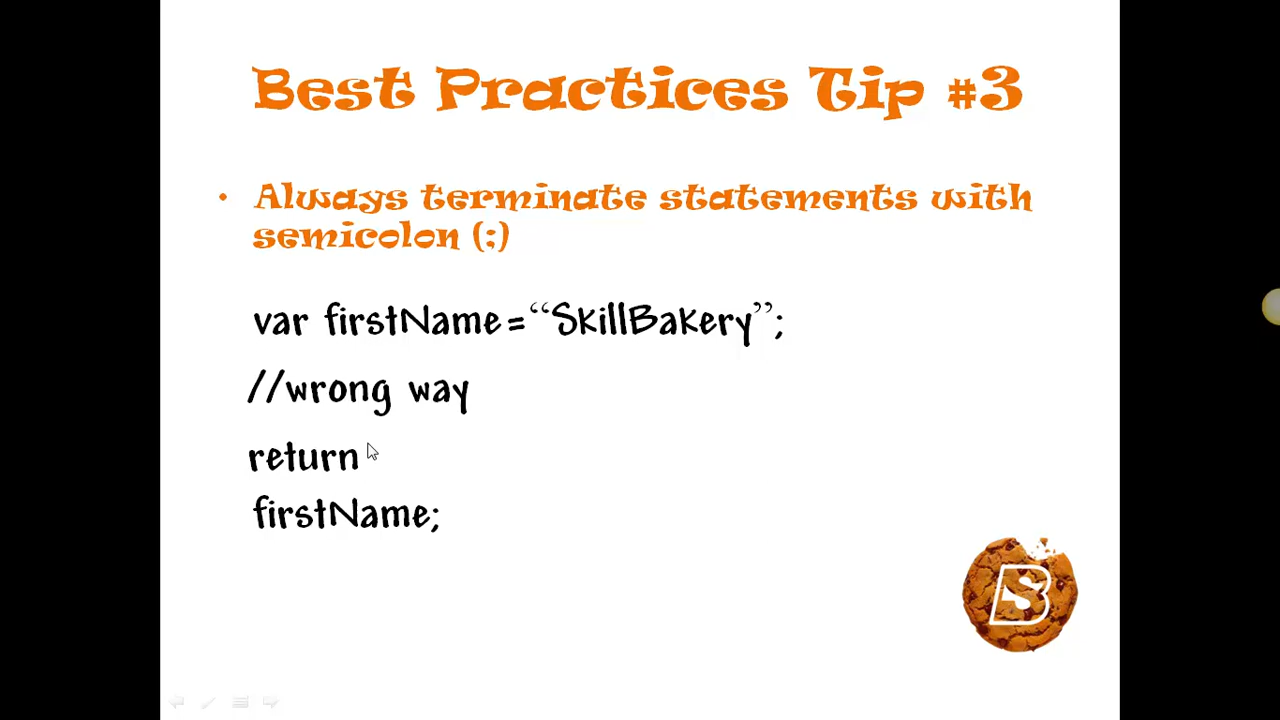 Best Practices Tip #3
• Always terminate statements with
semicolon (;)
var firstName=“SkillBakery”;
//wrong way
return
firstName;